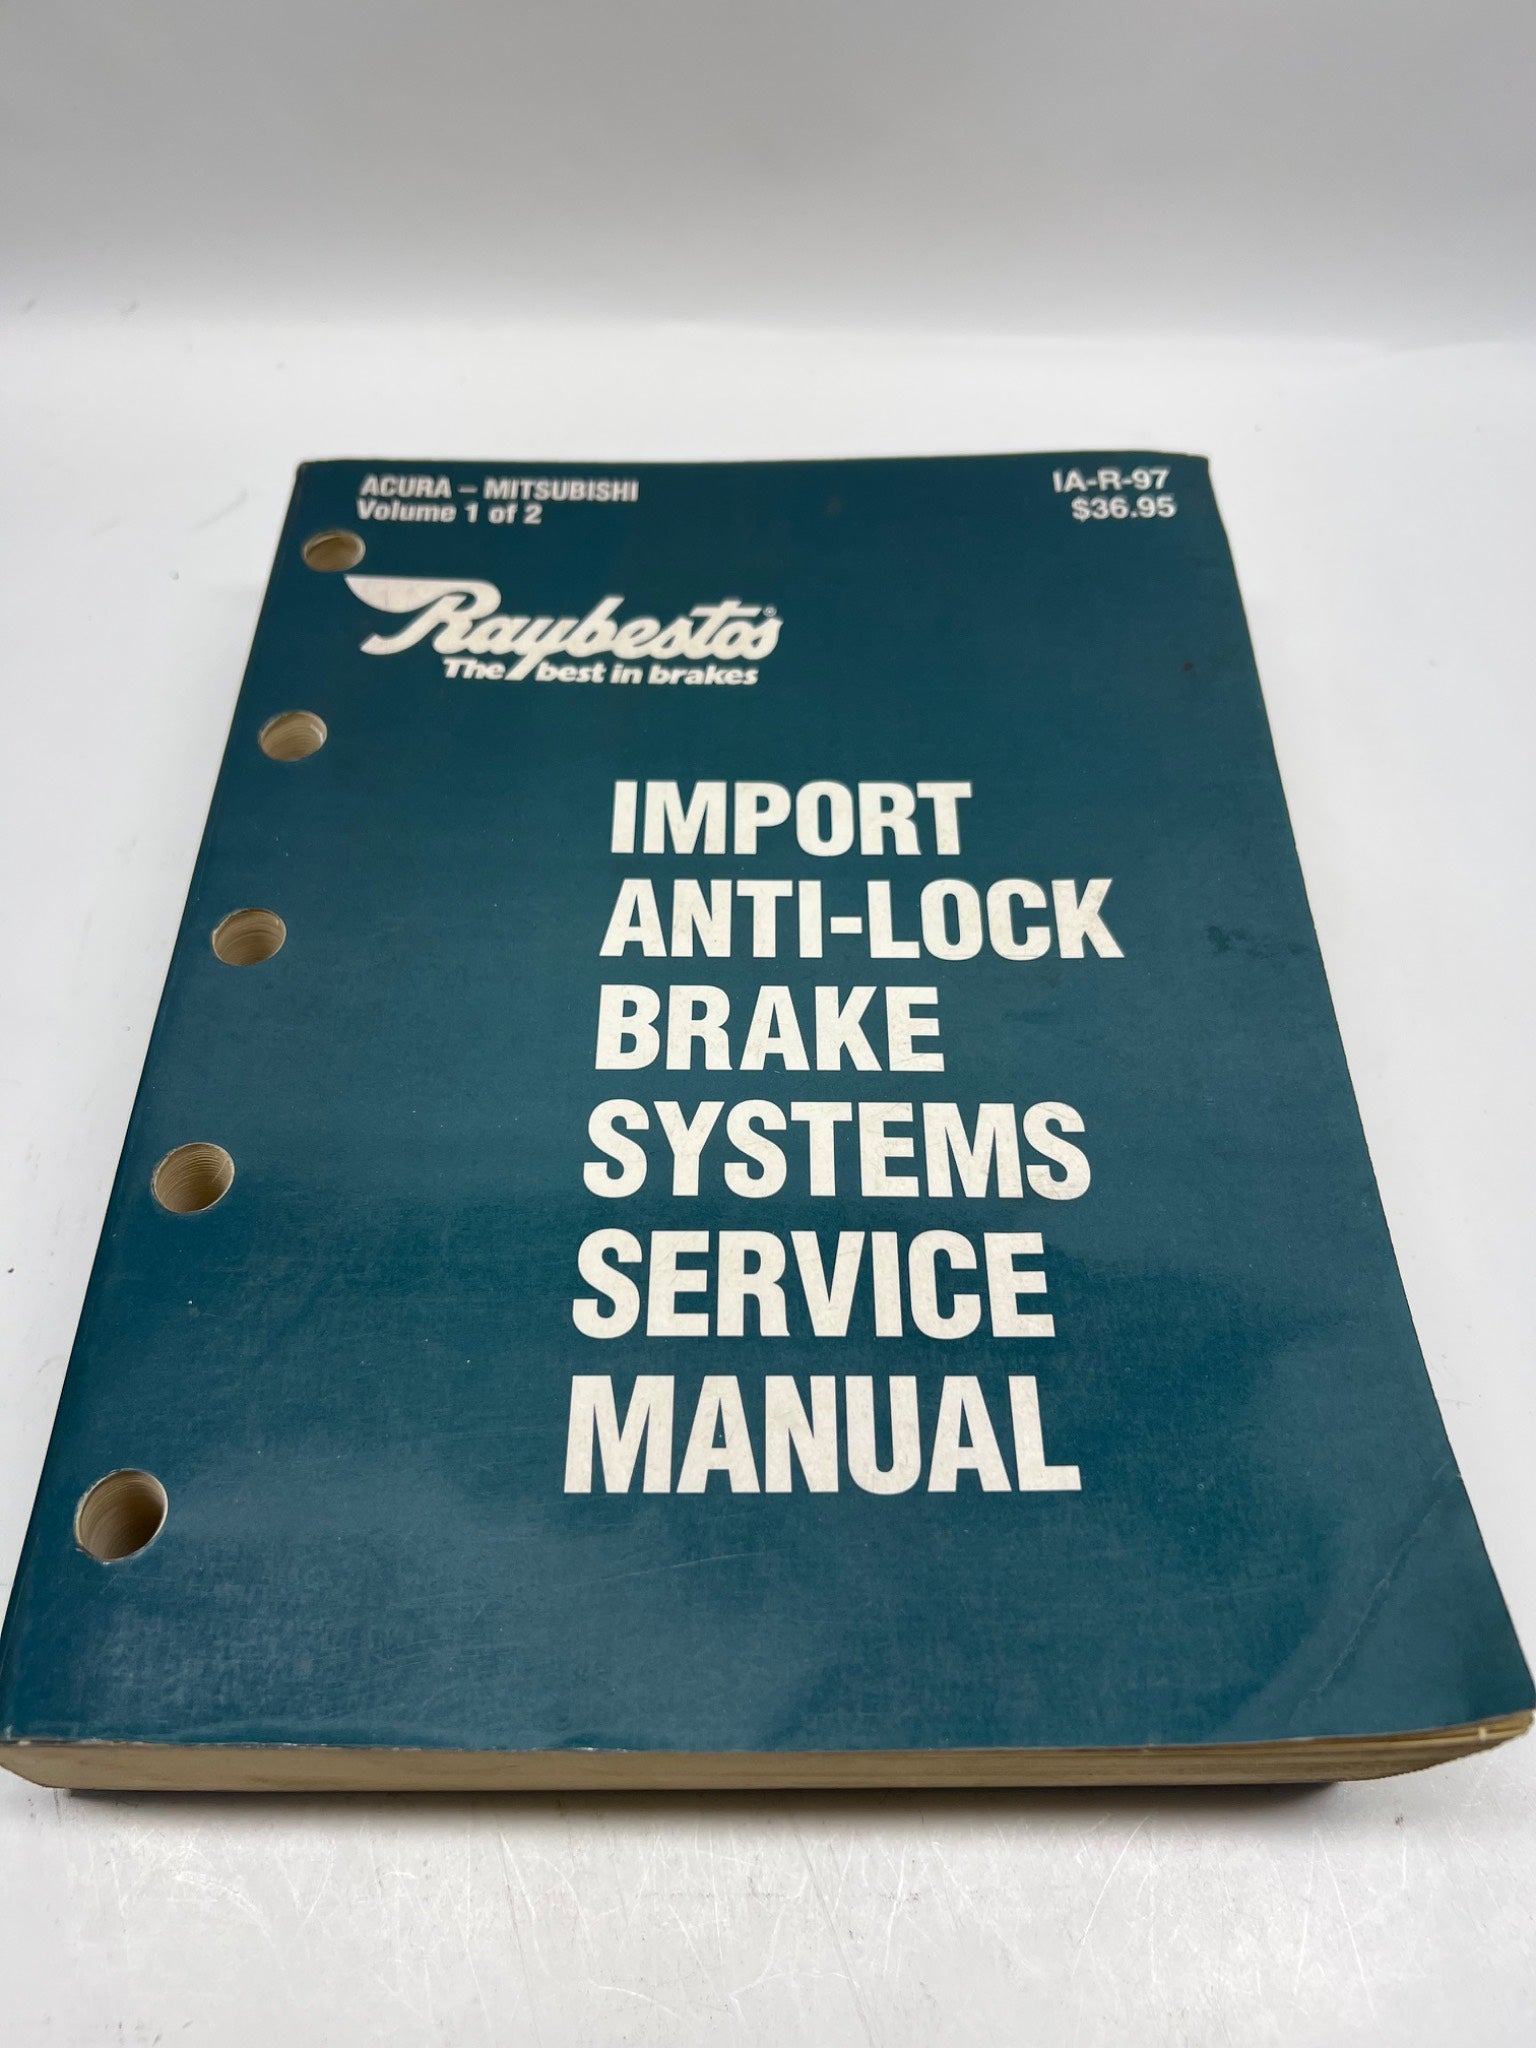 ACURA – MITSUBISHI
Volume 1 of 2
IA-R-97
$36.95
Raybestos®
The best in brakes
IMPORT
ANTI-LOCK
BRAKE
SYSTEMS
SERVICE
MANUAL